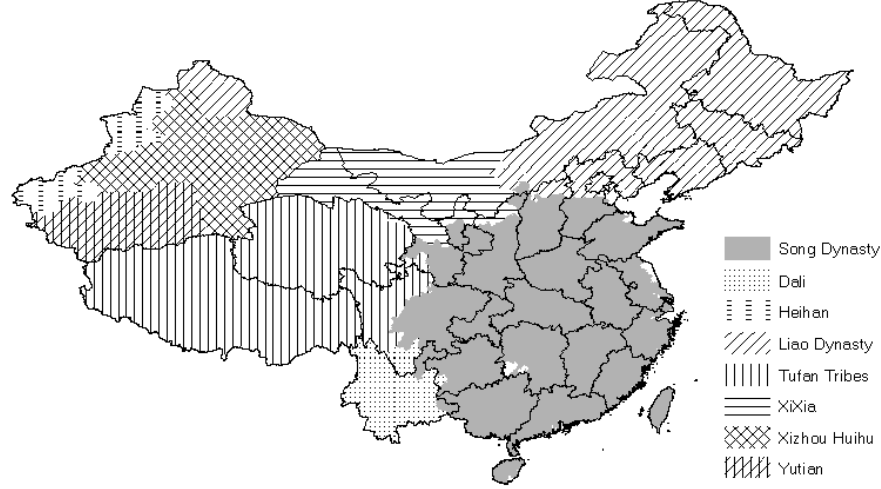 Song Dynasty
Dali
Heihan
Liao Dynasty
Tufan Tribes
XiXia
Xizhou Huihu
Yutian